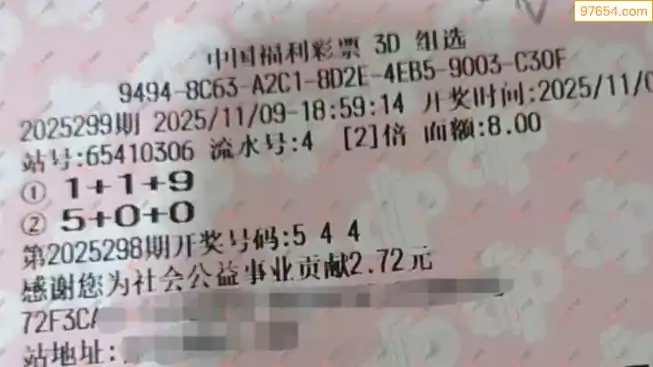 97654.com
中国福利彩票 3D 组选
9494-8C63-A2C1-8D2E-4EB5-9003-C30F
2025299期 2025/11/09-18:59:14 开奖时间:2025/11/0
站号:65410306 流水号:4 [2]倍 面额:8.00
① 1+1+9
② 5+0+0
第2025298期开奖号码:5 4 4
感谢您为社会公益事业贡献2.72元
72F3C
站地址: